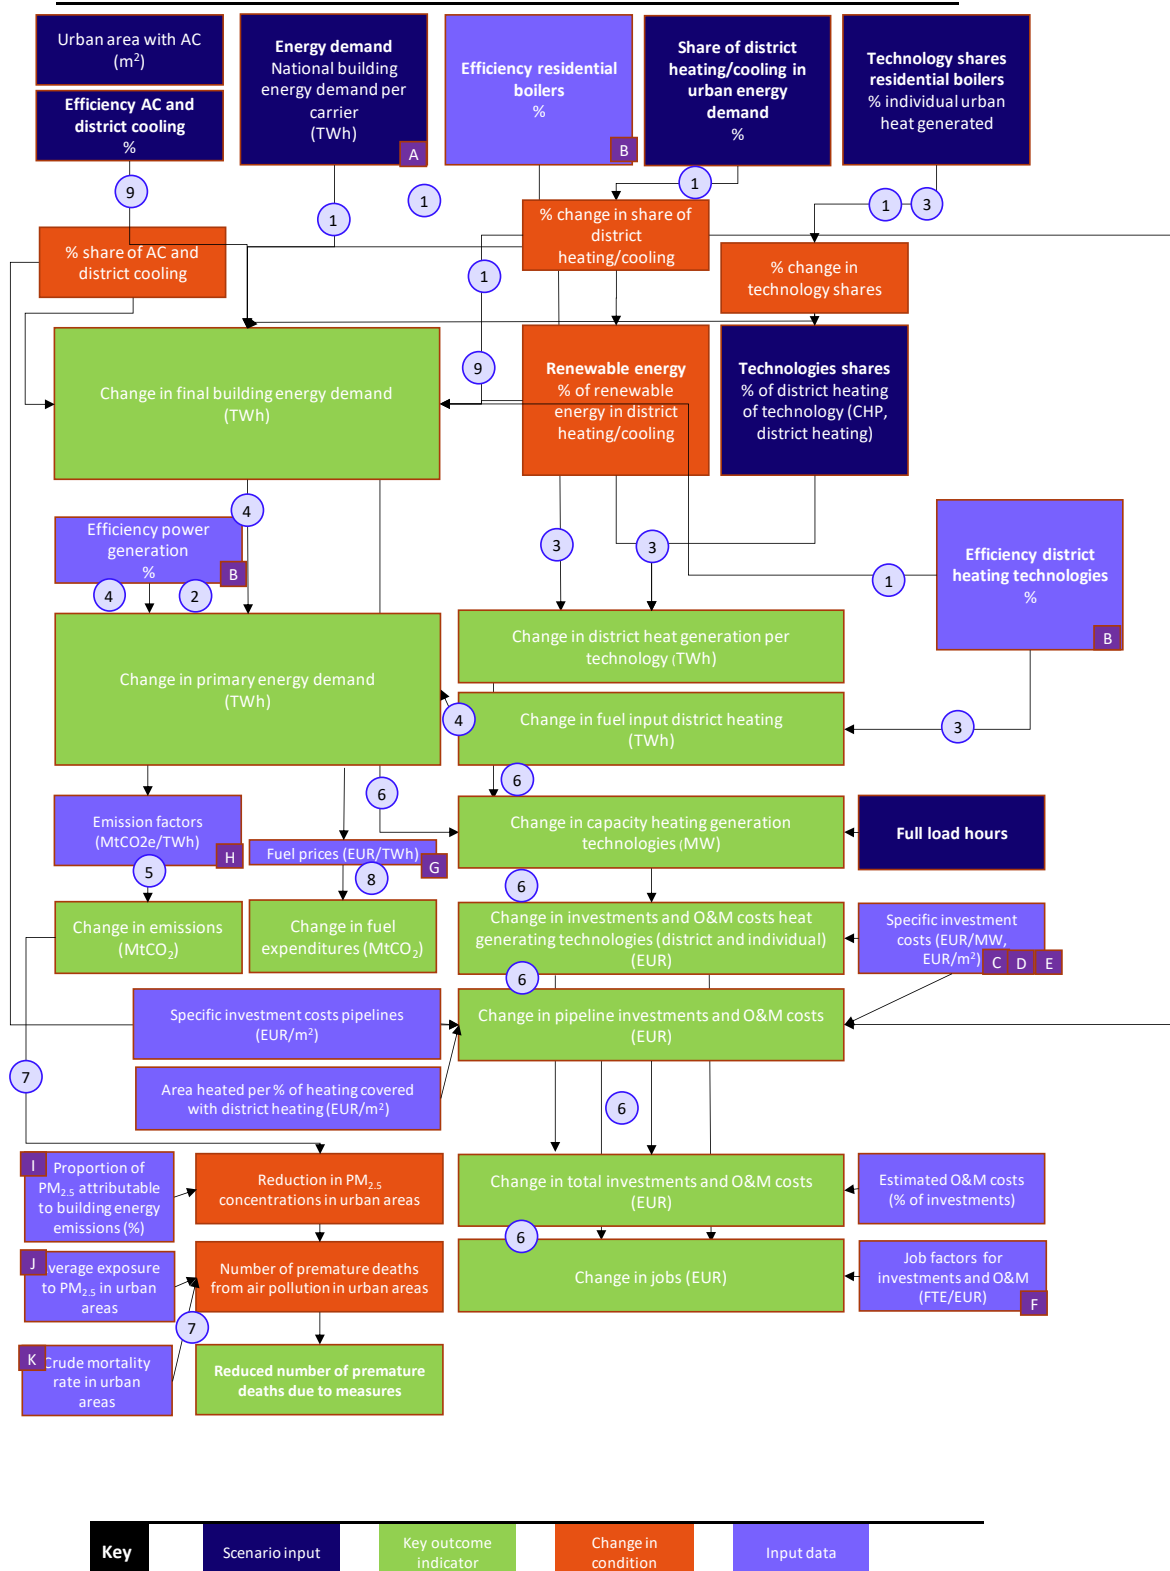 Urban area with AC
(m²)
Efficiency AC and
district cooling
%
Energy demand
National building
energy demand per
carrier
(TWh)
A
Efficiency residential
boilers
%
B
Share of district
heating/cooling in
urban energy
demand
%
Technology shares
residential boilers
% individual urban
heat generated
9
1
1
1
1
3
% share of AC and
district cooling
% change in share of
district
heating/cooling
% change in
technology shares
1
Change in final building energy demand
(TWh)
9
Renewable energy
% of renewable
energy in district
heating/cooling
Technologies shares
% of district heating
of technology (CHP,
district heating)
4
Efficiency power
generation
%
B
4
2
3
3
1
Efficiency district
heating technologies
%
B
Change in primary energy demand
(TWh)
Change in district heat generation per
technology (TWh)
4
Change in fuel input district heating
(TWh)
3
6
6
Emission factors
(MtCO2e/TWh)
H
Fuel prices (EUR/TWh)
G
Change in capacity heating generation
technologies (MW)
Full load hours
5
8
6
Change in emissions
(MtCO₂)
Change in fuel
expenditures (MtCO₂)
Change in investments and O&M costs heat
generating technologies (district and individual)
(EUR)
Specific investment
costs (EUR/MW,
EUR/m²)
C
D
E
6
Specific investment costs pipelines
(EUR/m²)
Change in pipeline investments and O&M costs
(EUR)
7
Area heated per % of heating covered
with district heating (EUR/m²)
6
I
Proportion of
PM₂.₅ attributable
to building energy
emissions (%)
Reduction in PM₂.₅
concentrations in urban areas
Change in total investments and O&M costs
(EUR)
Estimated O&M costs
(% of investments)
6
J
verage exposure
to PM₂.₅ in urban
areas
Number of premature deaths
from air pollution in urban areas
Change in jobs (EUR)
Job factors for
investments and O&M
(FTE/EUR)
F
7
K
Crude mortality
rate in urban
areas
Reduced number of premature
deaths due to measures
Key
Scenario input
Key outcome
indicator
Change in
condition
Input data